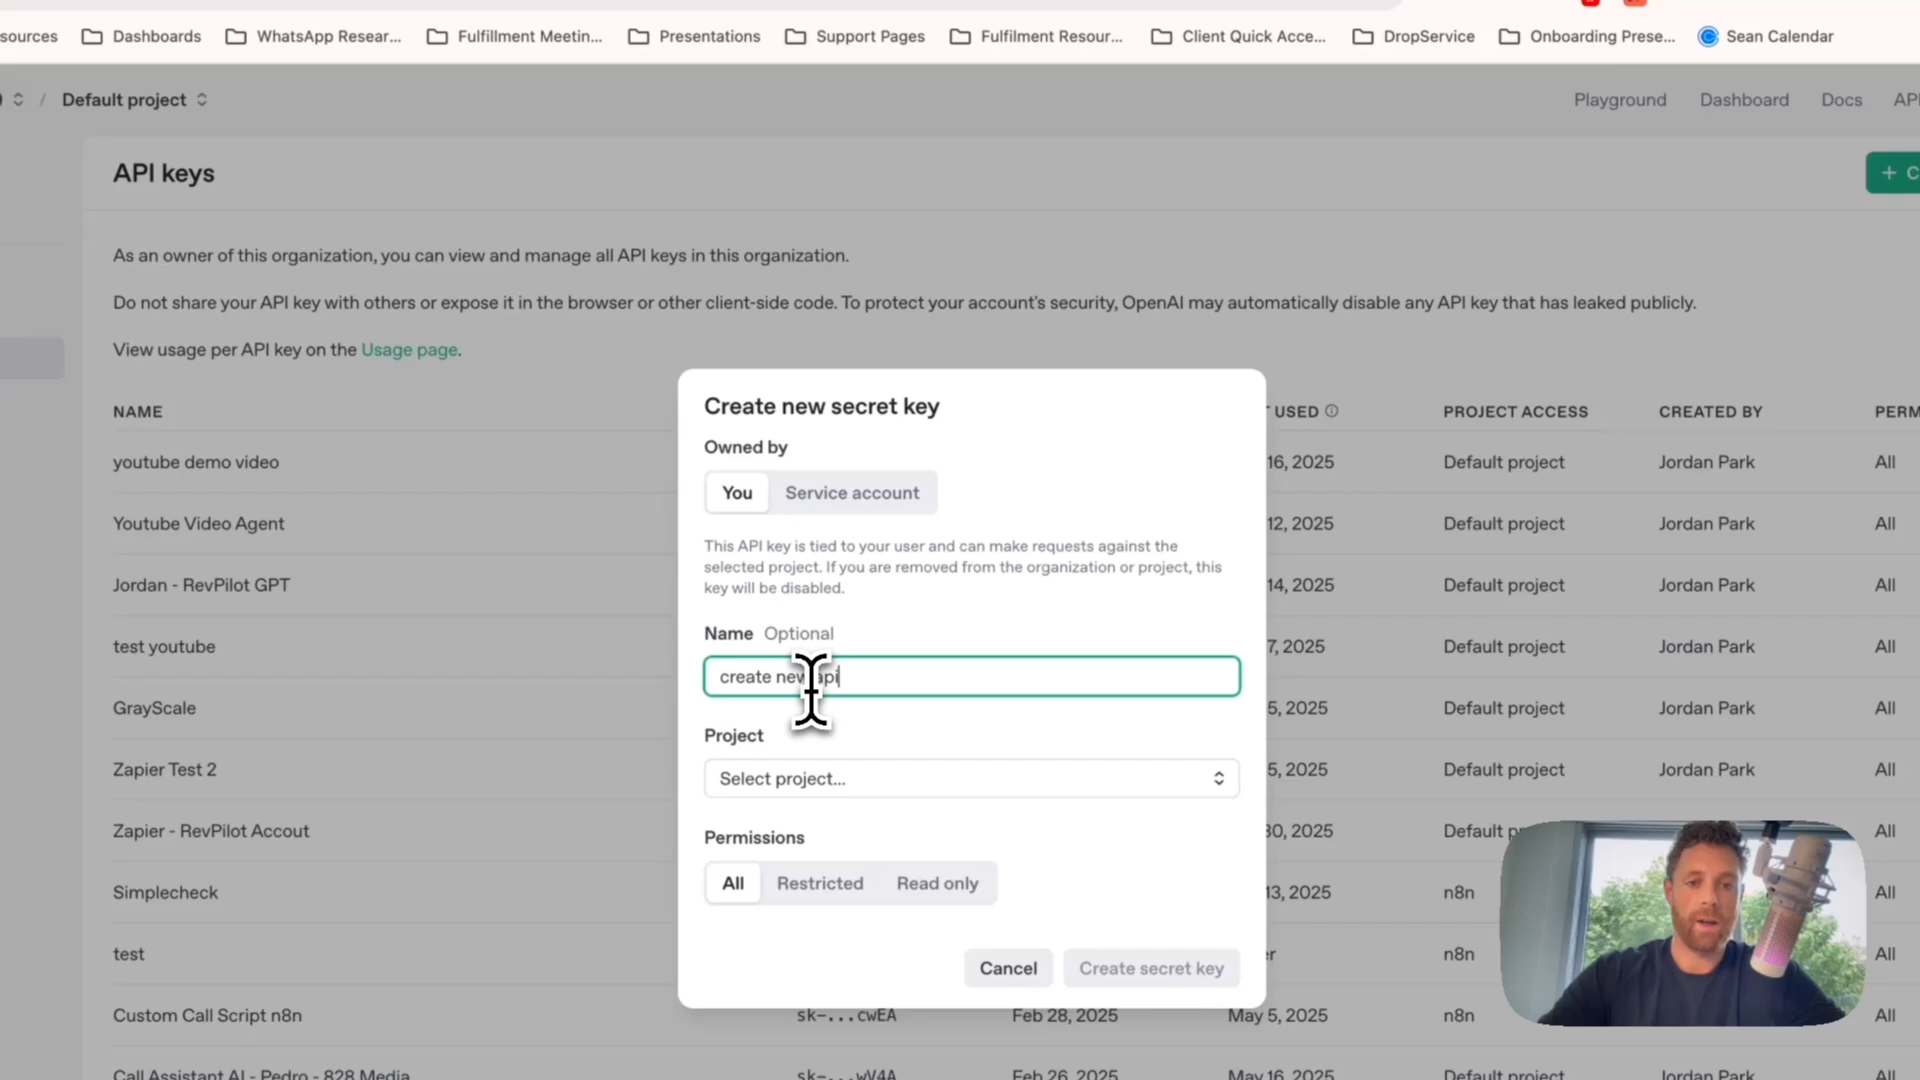 sources Dashboards WhatsApp Resear... Fulfillment Meetin... Presentations Support Pages Fulfilment Resour... Client Quick Acce... DropService Onboarding Prese... Sean Calendar
/ Default project Playground Dashboard Docs API
API keys
+ C
As an owner of this organization, you can view and manage all API keys in this organization.
Do not share your API key with others or expose it in the browser or other client-side code. To protect your account's security, OpenAI may automatically disable any API key that has leaked publicly.
View usage per API key on the Usage page.
NAME USED PROJECT ACCESS CREATED BY PERM
youtube demo video 16, 2025 Default project Jordan Park All
Youtube Video Agent 12, 2025 Default project Jordan Park All
Jordan - RevPilot GPT 14, 2025 Default project Jordan Park All
test youtube 7, 2025 Default project Jordan Park All
GrayScale 5, 2025 Default project Jordan Park All
Zapier Test 2 5, 2025 Default project Jordan Park All
Zapier - RevPilot Accout 30, 2025 Default pr All
Simplecheck 13, 2025 n8n All
test er n8n All
Custom Call Script n8n sk-...cwEA Feb 28, 2025 May 5, 2025 n8n All
Call Assistant AI - Pedro - 828 Media sk-...wV4A Feb 26, 2025 May 16, 2025 Default project Jordan Park All
Create new secret key
Owned by
You Service account
This API key is tied to your user and can make requests against the
selected project. If you are removed from the organization or project, this
key will be disabled.
Name Optional
create new api
Project
Select project...
Permissions
All Restricted Read only
Cancel Create secret key